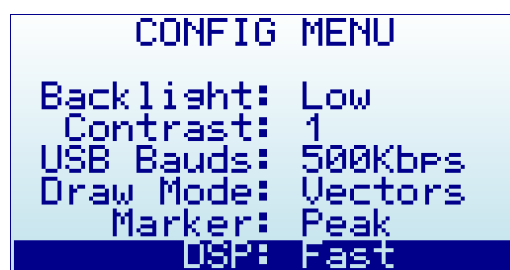 CONFIG MENU
Backlight: Low
Contrast: 1
USB Bauds: 500Kbps
Draw Mode: Vectors
Marker: Peak
DSP: Fast